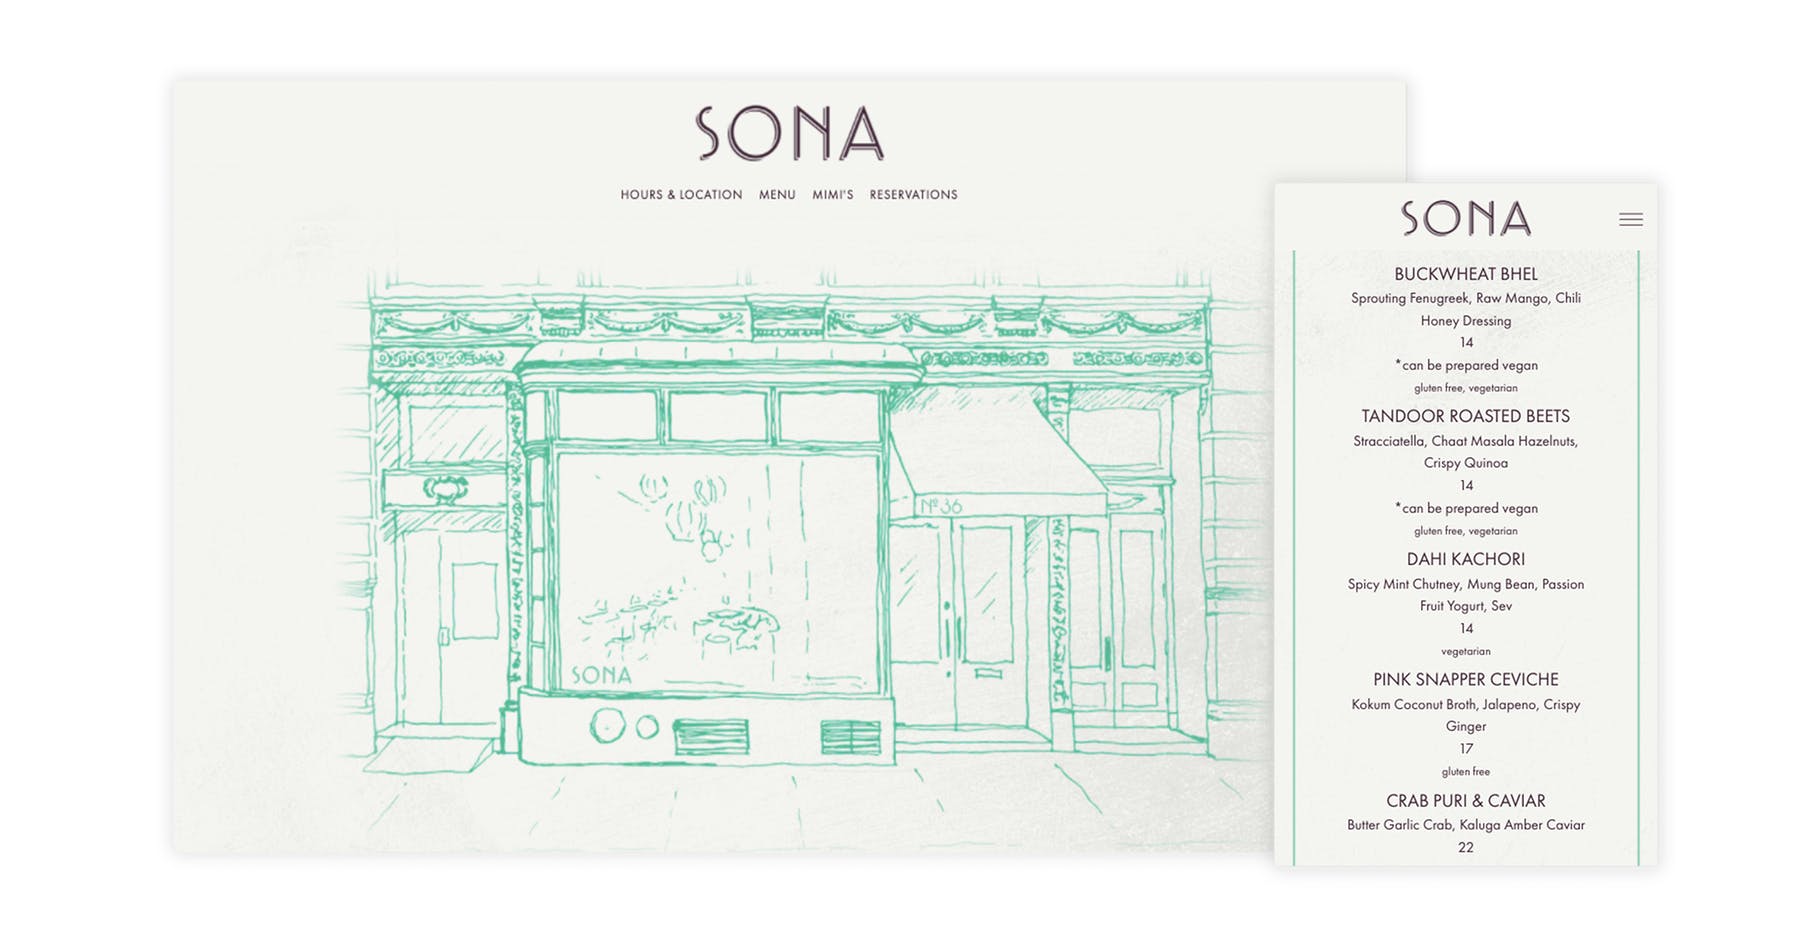 SONA
HOURS & LOCATION MENU MIMI'S RESERVATIONS
Nº 36
SONA
SONA
BUCKWHEAT BHEL
Sprouting Fenugreek, Raw Mango, Chili
Honey Dressing
14
*can be prepared vegan
gluten free, vegetarian
TANDOOR ROASTED BEETS
Stracciatella, Chaat Masala Hazelnuts,
Crispy Quinoa
14
*can be prepared vegan
gluten free, vegetarian
DAHI KACHORI
Spicy Mint Chutney, Mung Bean, Passion
Fruit Yogurt, Sev
14
vegetarian
PINK SNAPPER CEVICHE
Kokum Coconut Broth, Jalapeno, Crispy
Ginger
17
gluten free
CRAB PURI & CAVIAR
Butter Garlic Crab, Kaluga Amber Caviar
22